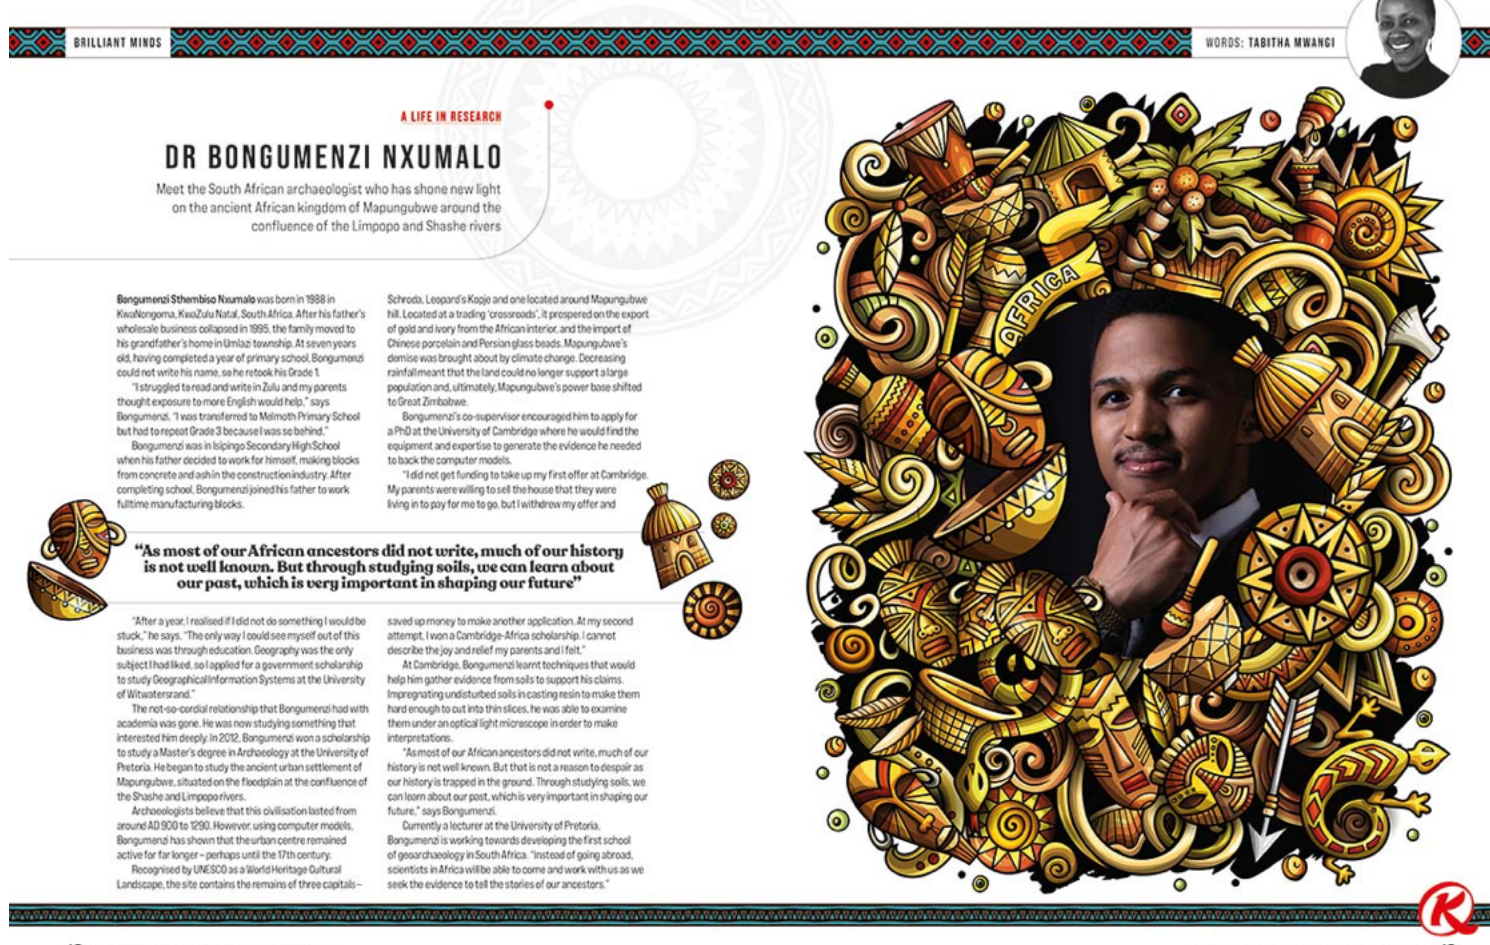 BRILLIANT MINDS
WORDS: TABITHA MWANGI
A LIFE IN RESEARCH
DR BONGUMENZI NXUMALO
Meet the South African archaeologist who has shone new light
on the ancient African kingdom of Mapungubwe around the
confluence of the Limpopo and Shashe rivers
Bongumenzi Sthembiso Nxumalo was born in 1988 in
KwaNongoma, KwaZulu Natal, South Africa. After his father's
wholesale business collapsed in 1995, the family moved to
his grandfather's home in Umlazi township. At seven years
old, having completed a year of primary school, Bongumenzi
could not write his name, so he retook his Grade 1.
"I struggled to read and write in Zulu and my parents
thought exposure to more English would help," says
Bongumenzi. "I was transferred to Melmoth Primary School
but had to repeat Grade 3 because I was so behind."
Bongumenzi was in Isipingo Secondary High School
when his father decided to work for himself, making blocks
from concrete and ash in the construction industry. After
completing school, Bongumenzi joined his father to work
fulltime manufacturing blocks.
"As most of our African ancestors did not write, much of our history
is not well known. But through studying soils, we can learn about
our past, which is very important in shaping our future"
"After a year, I realised if I did not do something I would be
stuck," he says. "The only way I could see myself out of this
business was through education. Geography was the only
subject I had liked, so I applied for a government scholarship
to study Geographical Information Systems at the University
of Witwatersrand."
The not-so-cordial relationship that Bongumenzi had with
academia was gone. He was now studying something that
interested him deeply. In 2012, Bongumenzi won a scholarship
to study a Master's degree in Archaeology at the University of
Pretoria. He began to study the ancient urban settlement of
Mapungubwe, situated on the floodplain at the confluence of
the Shashe and Limpopo rivers.
Archaeologists believe that this civilisation lasted from
around AD 900 to 1290. However, using computer models,
Bongumenzi has shown that the urban centre remained
active for far longer – perhaps until the 17th century.
Recognised by UNESCO as a World Heritage Cultural
Landscape, the site contains the remains of three capitals –
Schroda, Leopard's Kopje and one located around Mapungubwe
hill. Located at a trading 'crossroads', it prospered on the export
of gold and ivory from the African interior, and the import of
Chinese porcelain and Persian glass beads. Mapungubwe's
demise was brought about by climate change. Decreasing
rainfall meant that the land could no longer support a large
population and, ultimately, Mapungubwe's power base shifted
to Great Zimbabwe.
Bongumenzi's co-supervisor encouraged him to apply for
a PhD at the University of Cambridge where he would find the
equipment and expertise to generate the evidence he needed
to back the computer models.
"I did not get funding to take up my first offer at Cambridge.
My parents were willing to sell the house that they were
living in to pay for me to go, but I withdrew my offer and
saved up money to make another application. At my second
attempt, I won a Cambridge-Africa scholarship. I cannot
describe the joy and relief my parents and I felt."
At Cambridge, Bongumenzi learnt techniques that would
help him gather evidence from soils to support his claims.
Impregnating undisturbed soils in casting resin to make them
hard enough to cut into thin slices, he was able to examine
them under an optical light microscope in order to make
interpretations.
"As most of our African ancestors did not write, much of our
history is not well known. But that is not a reason to despair as
our history is trapped in the ground. Through studying soils, we
can learn about our past, which is very important in shaping our
future," says Bongumenzi.
Currently a lecturer at the University of Pretoria,
Bongumenzi is working towards developing the first school
of geoarchaeology in South Africa. "Instead of going abroad,
scientists in Africa will be able to come and work with us as we
seek the evidence to tell the stories of our ancestors."
AFRICA
K